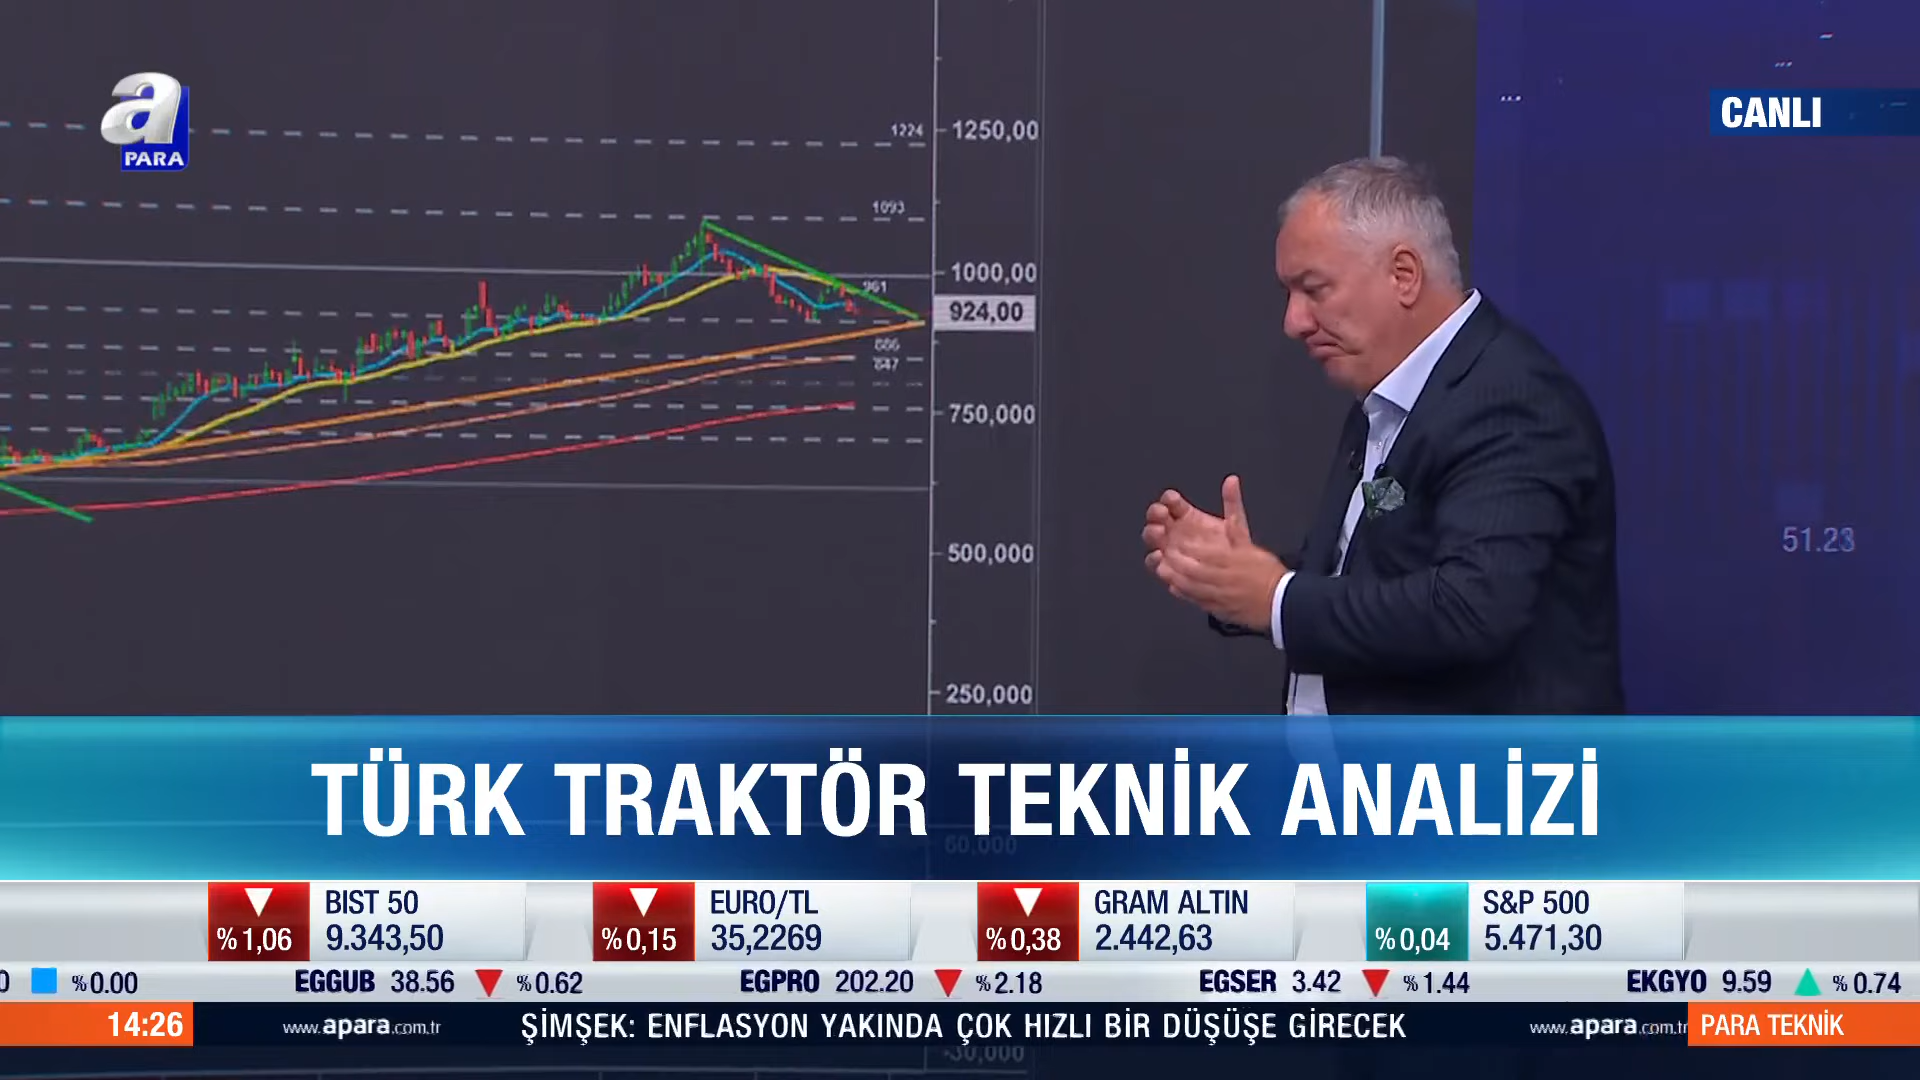 a
PARA
CANLI
1224
1250,00
1093
1000,00
961
924,00
886
847
750,000
51.23
500,000
250,000
TÜRK TRAKTÖR TEKNİK ANALİZİ
60,000
%1,06 BIST 50 9.343,50
%0,15 EURO/TL 35,2269
%0,38 GRAM ALTIN 2.442,63
%0,04 S&P 500 5.471,30
0 %0.00 EGGUB 38.56 %0.62 EGPRO 202.20 %2.18 EGSER 3.42 %1.44 EKGYO 9.59 %0.74
14:26 www.apara.com.tr ŞİMŞEK: ENFLASYON YAKINDA ÇOK HIZLI BİR DÜŞÜŞE GİRECEK www.apara.com.tr PARA TEKNİK
-30,000